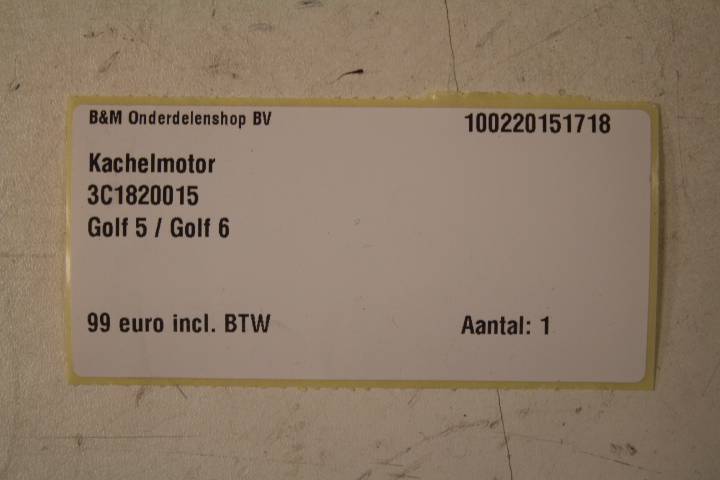 B&M Onderdelenshop BV 100220151718
Kachelmotor
3C1820015
Golf 5 / Golf 6
99 euro incl. BTW Aantal: 1